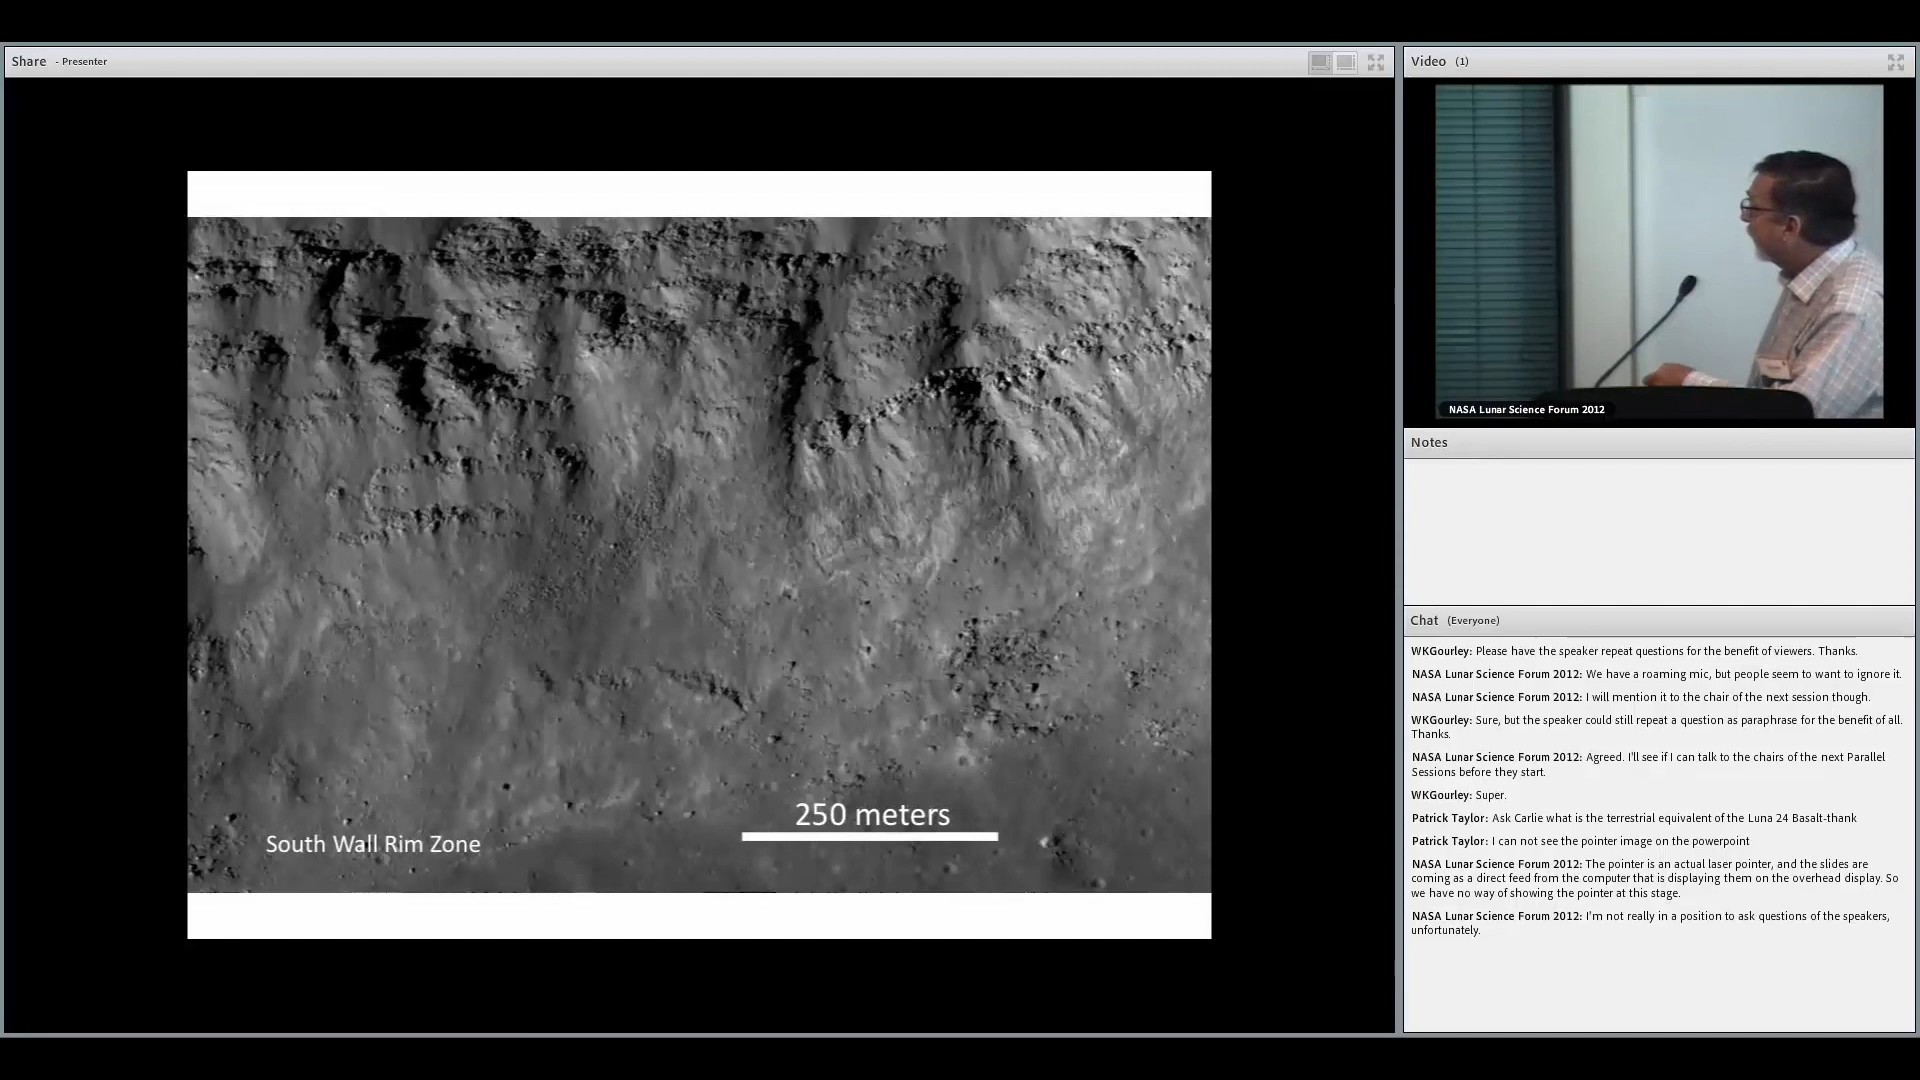 Share - Presenter
250 meters
South Wall Rim Zone
Video (1)
NASA Lunar Science Forum 2012
Notes
Chat (Everyone)
WKGourley: Please have the speaker repeat questions for the benefit of viewers. Thanks.
NASA Lunar Science Forum 2012: We have a roaming mic, but people seem to want to ignore it.
NASA Lunar Science Forum 2012: I will mention it to the chair of the next session though.
WKGourley: Sure, but the speaker could still repeat a question as paraphrase for the benefit of all.
Thanks.
NASA Lunar Science Forum 2012: Agreed. I'll see if I can talk to the chairs of the next Parallel
Sessions before they start.
WKGourley: Super.
Patrick Taylor: Ask Carlie what is the terrestrial equivalent of the Luna 24 Basalt-thank
Patrick Taylor: I can not see the pointer image on the powerpoint
NASA Lunar Science Forum 2012: The pointer is an actual laser pointer, and the slides are
coming as a direct feed from the computer that is displaying them on the overhead display. So
we have no way of showing the pointer at this stage.
NASA Lunar Science Forum 2012: I'm not really in a position to ask questions of the speakers,
unfortunately.